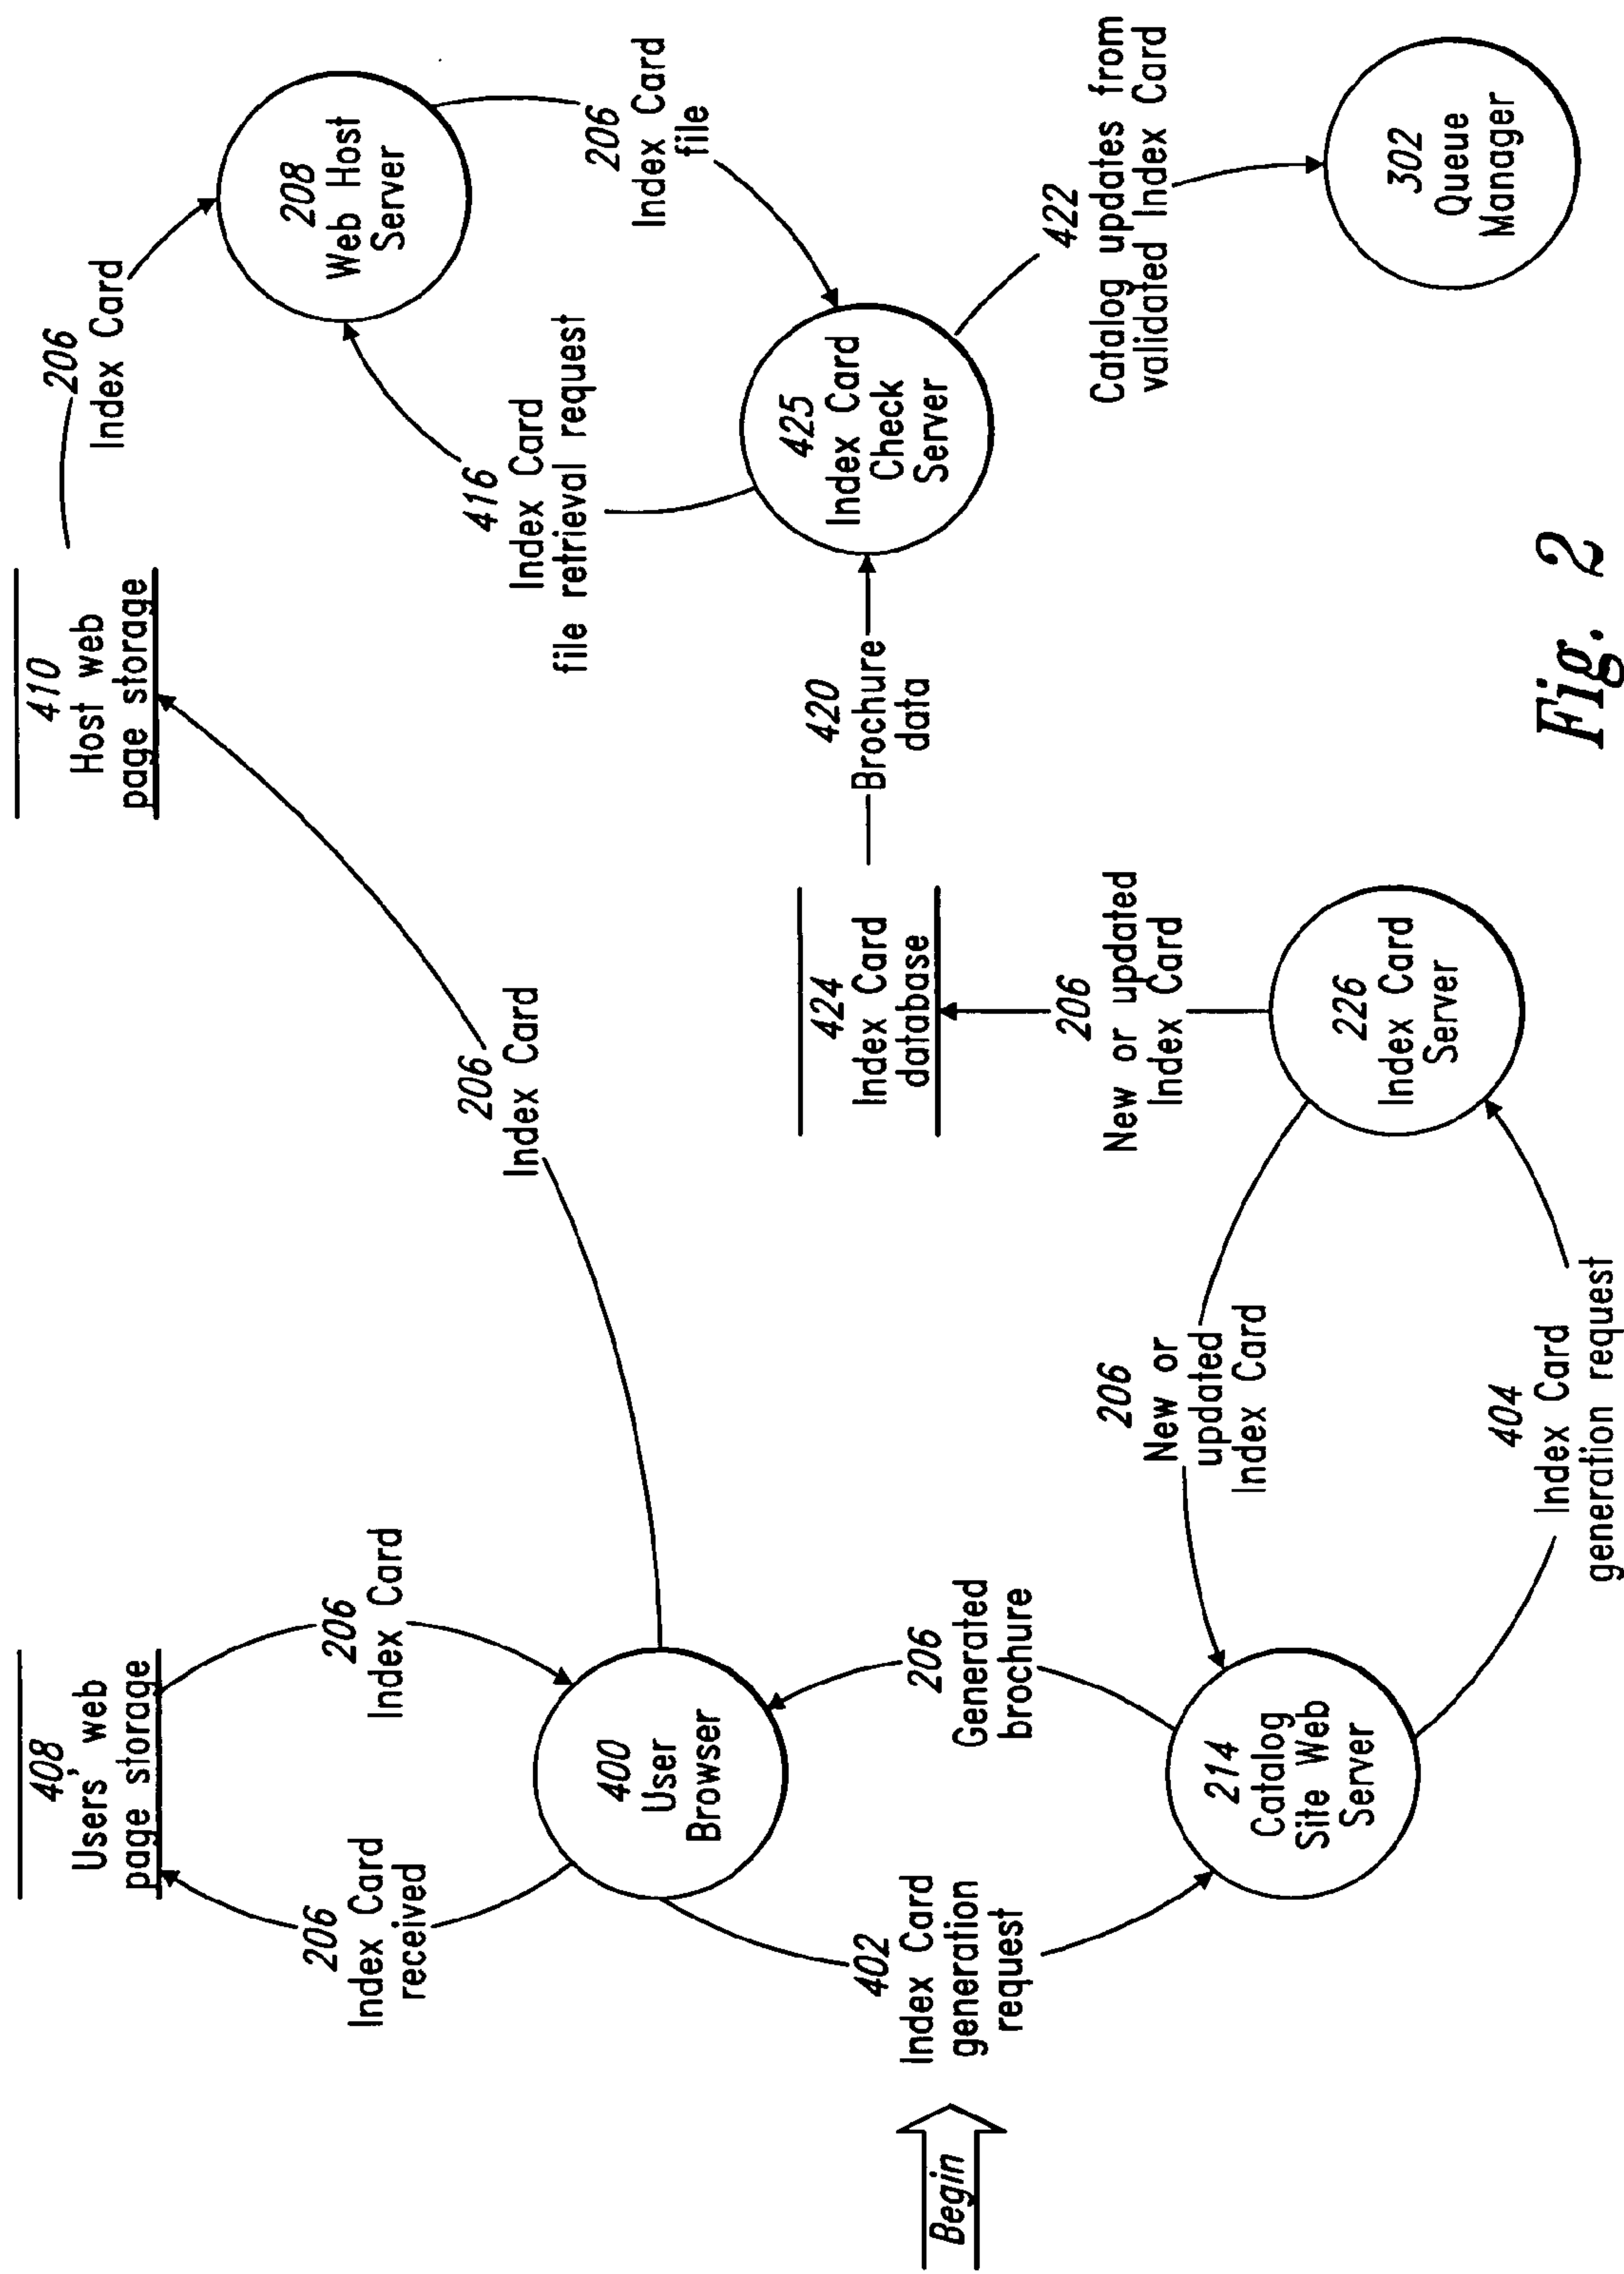 Begin
408
Users' web
page storage
206
Index Card
received
206
Index Card
400
User
Browser
402
Index Card
generation
request
206
Generated
brochure
214
Catalog
Site Web
Server
206
New or
updated
Index Card
404
Index Card
generation request
226
Index Card
Server
206
New or updated
Index Card
424
Index Card
database
206
Index Card
410
Host web
page storage
206
Index Card
208
Web Host
Server
416
Index Card
file retrieval request
206
Index Card
file
420
Brochure
data
425
Index Card
Check
Server
422
Catalog updates from
validated Index Card
302
Queue
Manager
Fig. 2